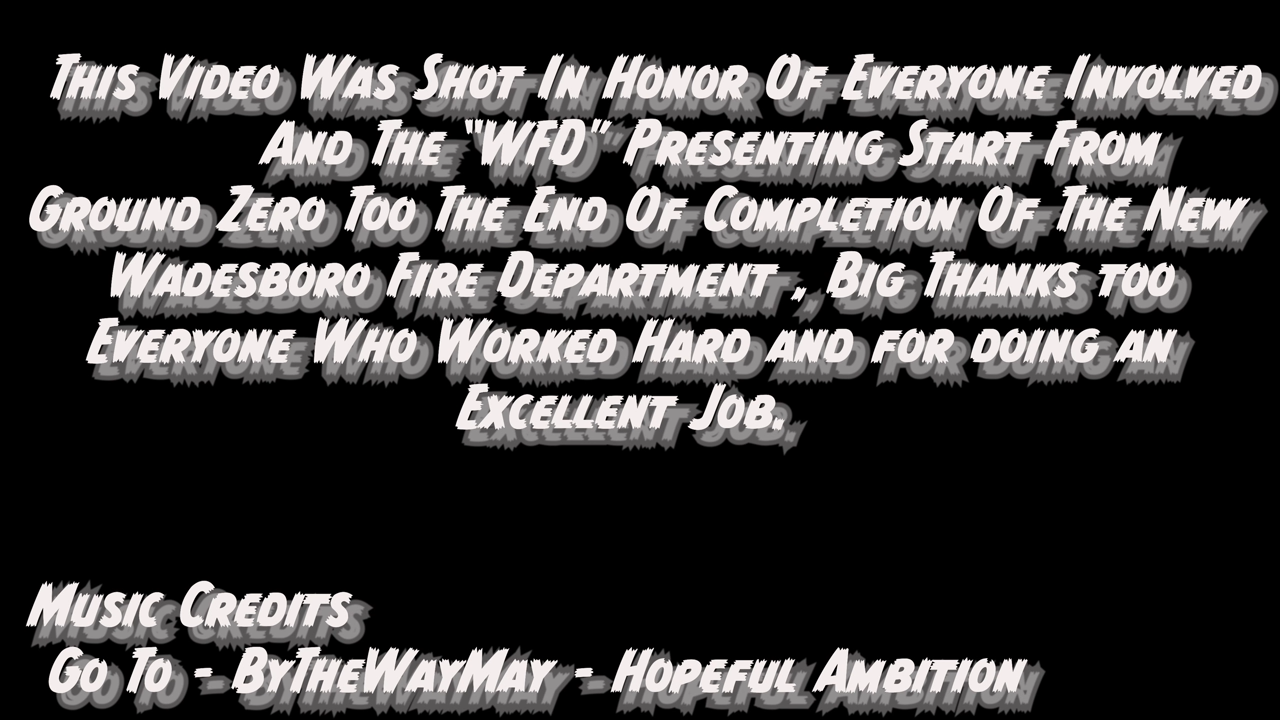 This Video Was Shot In Honor Of Everyone Involved
And The "WFD" Presenting Start From
Ground Zero Too The End Of Completion Of The New
Wadesboro Fire Department , Big Thanks too
Everyone Who Worked Hard and for doing an
Excellent Job.
Music Credits
Go To - ByTheWayMay - Hopeful Ambition